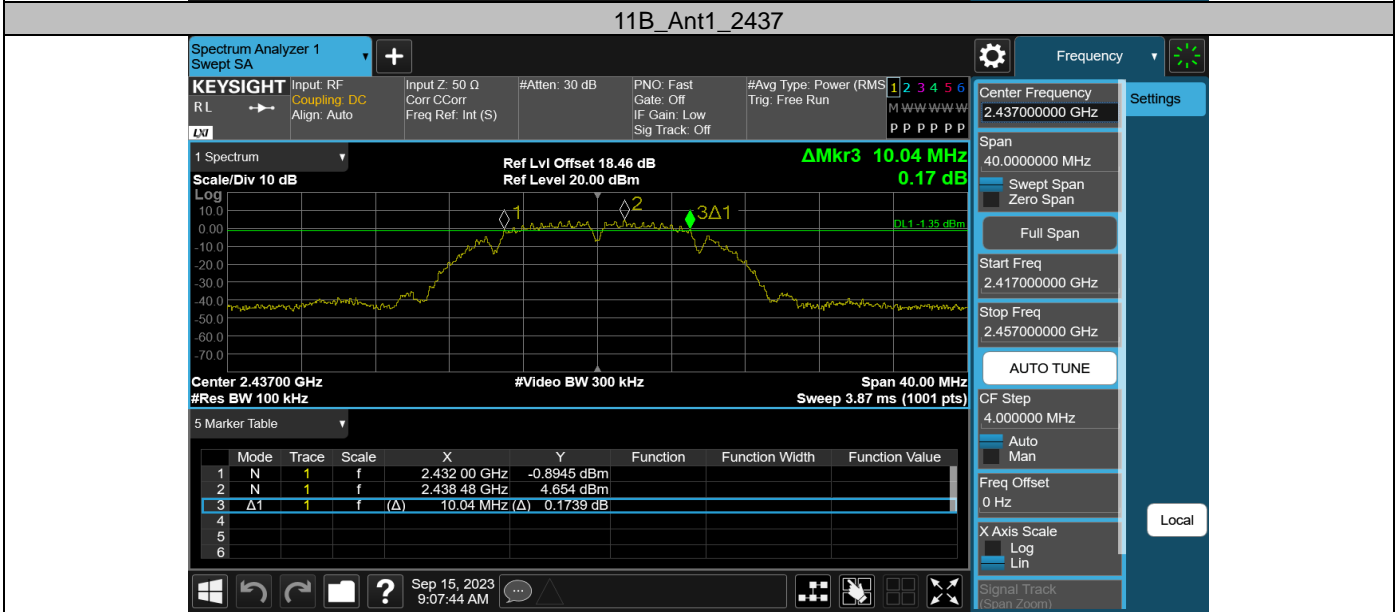 11B_Ant1_2437
Spectrum Analyzer 1
Swept SA
+
Frequency
KEYSIGHT
RL
LXI
Input: RF
Coupling: DC
Align: Auto
Input Z: 50 Ω
Corr CCorr
Freq Ref: Int (S)
#Atten: 30 dB
PNO: Fast
Gate: Off
IF Gain: Low
Sig Track: Off
#Avg Type: Power (RMS
Trig: Free Run
1 2 3 4 5 6
M W W W W W
P P P P P P
1 Spectrum
Scale/Div 10 dB
Ref Lvl Offset 18.46 dB
Ref Level 20.00 dBm
ΔMkr3 10.04 MHz
0.17 dB
Log
10.0
0.00
-10.0
-20.0
-30.0
-40.0
-50.0
-60.0
-70.0
1
2
3Δ1
DL1 -1.35 dBm
Center 2.43700 GHz
#Res BW 100 kHz
#Video BW 300 kHz
Span 40.00 MHz
Sweep 3.87 ms (1001 pts)
5 Marker Table
Mode Trace Scale X Y Function Function Width Function Value
1 N 1 f 2.432 00 GHz -0.8945 dBm
2 N 1 f 2.438 48 GHz 4.654 dBm
3 Δ1 1 f (Δ) 10.04 MHz (Δ) 0.1739 dB
4
5
6
?
Sep 15, 2023
9:07:44 AM
Center Frequency
2.437000000 GHz
Span
40.0000000 MHz
Swept Span
Zero Span
Full Span
Start Freq
2.417000000 GHz
Stop Freq
2.457000000 GHz
AUTO TUNE
CF Step
4.000000 MHz
Auto
Man
Freq Offset
0 Hz
X Axis Scale
Log
Lin
Signal Track
(Span Zoom)
Settings
Local